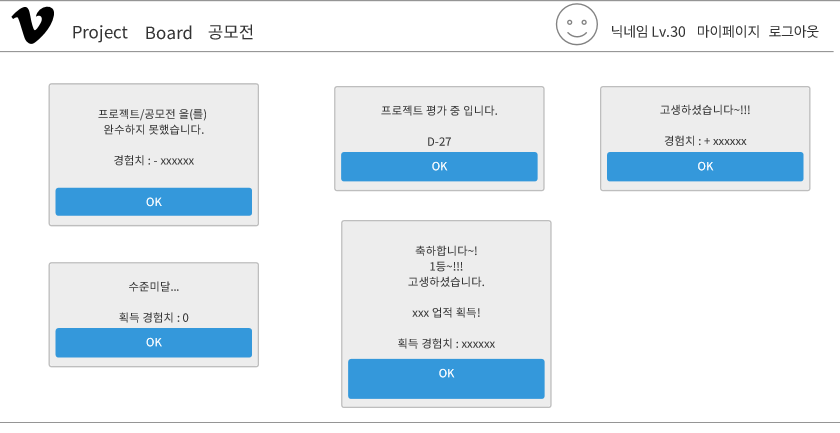 Project Board 공모전 닉네임 Lv.30 마이페이지 로그아웃
프로젝트/공모전 을(를)
완수하지 못했습니다.
경험치 : - xxxxxx
OK
프로젝트 평가 중 입니다.
D-27
OK
고생하셨습니다~!!!
경험치 : + xxxxxx
OK
수준미달...
획득 경험치 : 0
OK
축하합니다~!
1등~!!!
고생하셨습니다.
xxx 업적 획득!
획득 경험치 : xxxxxx
OK